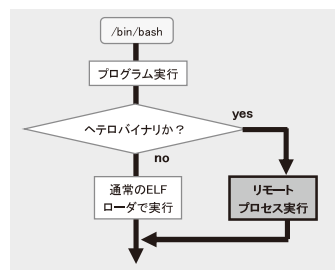 /bin/bash
プログラム実行
ヘテロバイナリか？
yes
no
通常のELF
ローダで実行
リモート
プロセス実行